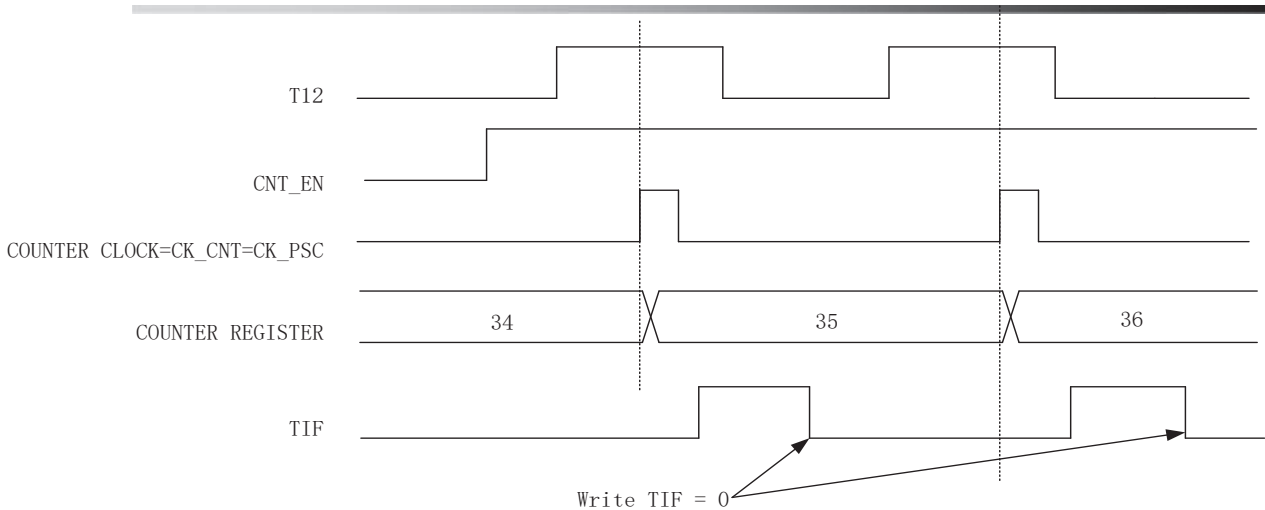 T12
CNT_EN
COUNTER CLOCK=CK_CNT=CK_PSC
COUNTER REGISTER
34
35
36
TIF
Write TIF = 0